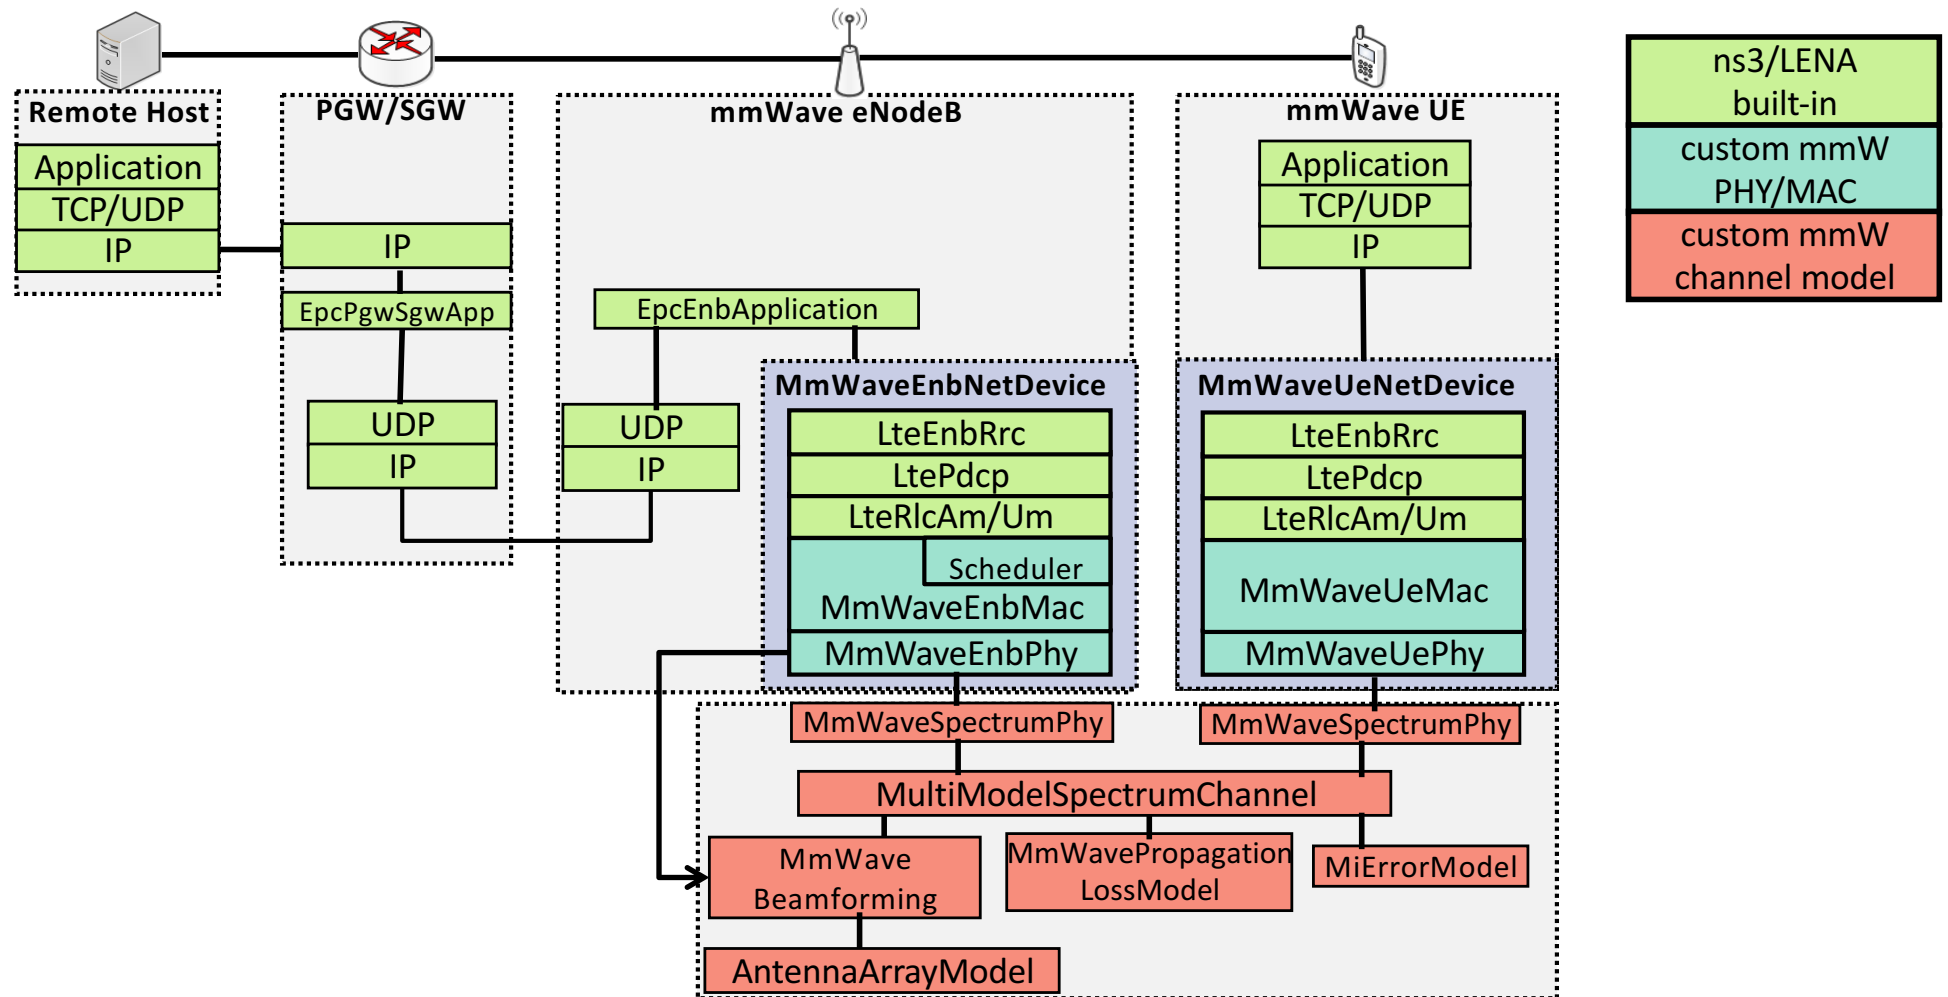 Remote Host
Application
TCP/UDP
IP
PGW/SGW
IP
EpcPgwSgwApp
UDP
IP
mmWave eNodeB
EpcEnbApplication
UDP
IP
MmWaveEnbNetDevice
LteEnbRrc
LtePdcp
LteRlcAm/Um
Scheduler
MmWaveEnbMac
MmWaveEnbPhy
mmWave UE
Application
TCP/UDP
IP
MmWaveUeNetDevice
LteEnbRrc
LtePdcp
LteRlcAm/Um
MmWaveUeMac
MmWaveUePhy
MmWaveSpectrumPhy
MmWaveSpectrumPhy
MultiModelSpectrumChannel
MmWave
Beamforming
MmWavePropagation
LossModel
MiErrorModel
AntennaArrayModel
ns3/LENA
built-in
custom mmW
PHY/MAC
custom mmW
channel model